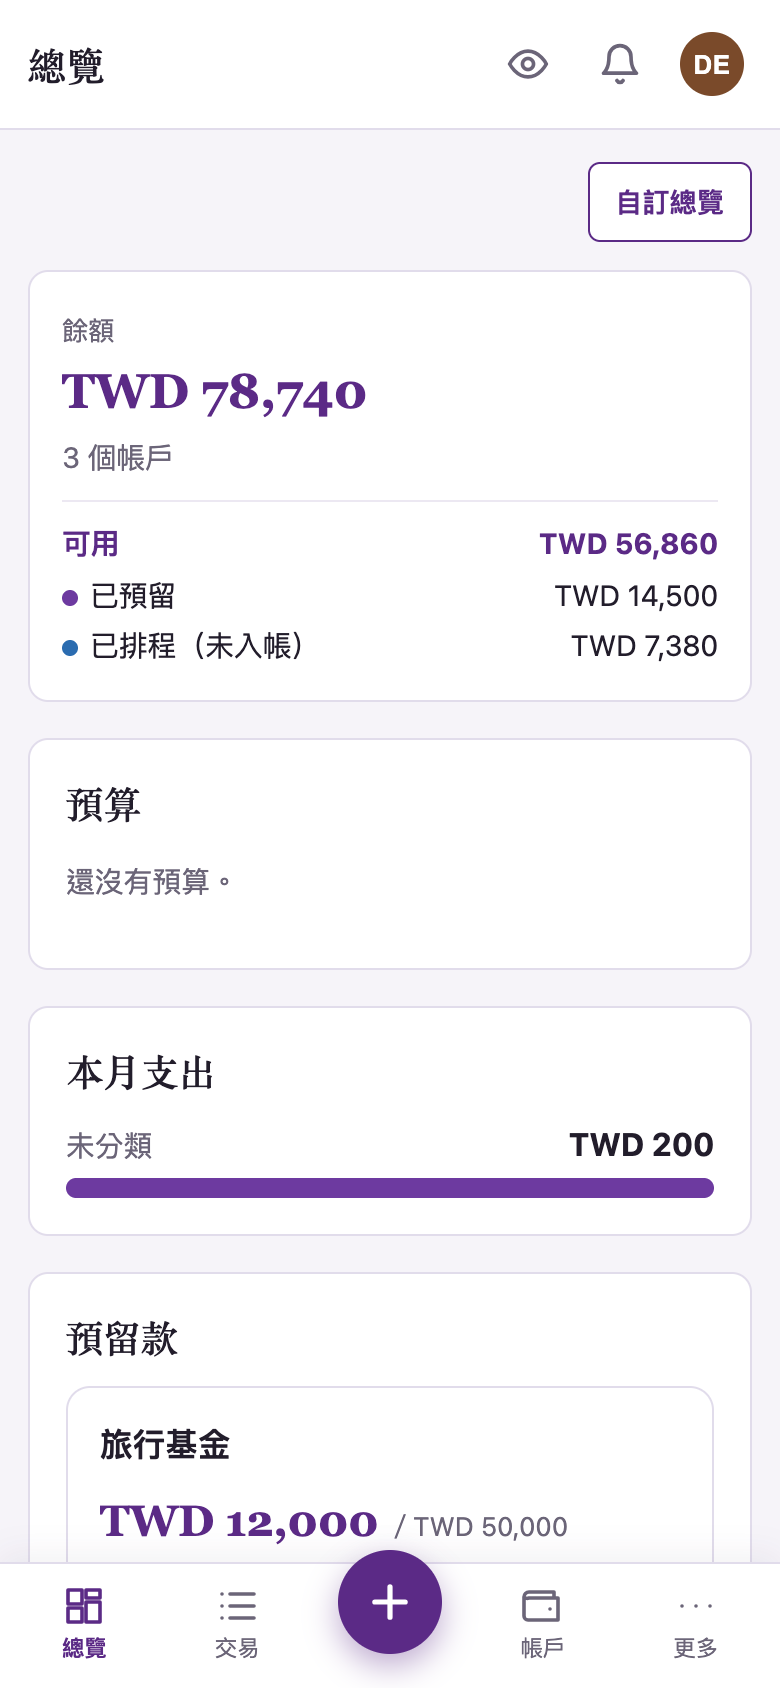 總覽
DE
自訂總覽
餘額
TWD 78,740
3 個帳戶
可用 TWD 56,860
已預留 TWD 14,500
已排程（未入帳） TWD 7,380
預算
還沒有預算。
本月支出
未分類 TWD 200
預留款
旅行基金
TWD 12,000 / TWD 50,000
總覽 交易 帳戶 更多